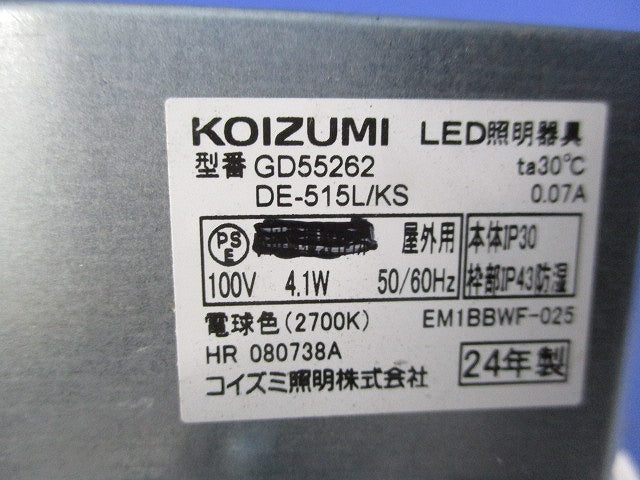 KOIZUMI LED照明器具
型番 GD55262 ta30℃
DE-515L/KS 0.07A
PSE 屋外用 本体IP30
100V 4.1W 50/60Hz 枠部IP43防湿
電球色(2700K) EM1BBWF-025
HR 080738A
コイズミ照明株式会社 24年製